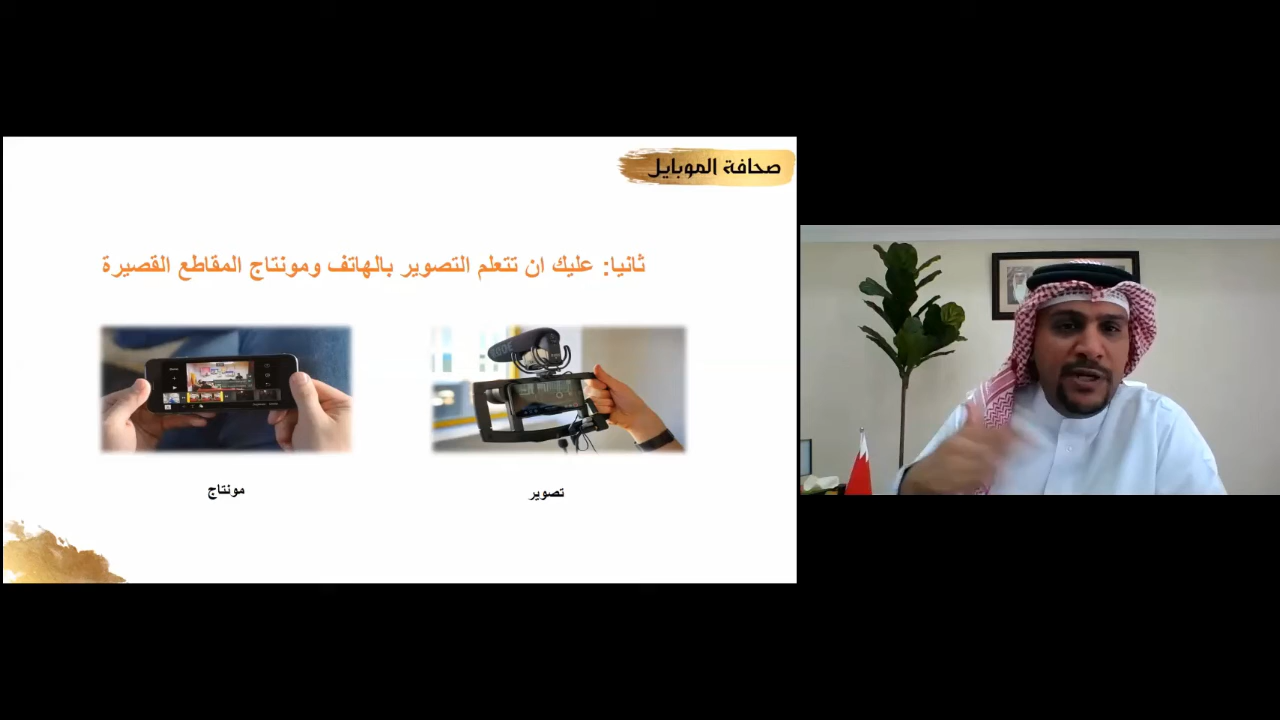 صحافة الموبايل
ثانيا: عليك ان تتعلم التصوير بالهاتف ومونتاج المقاطع القصيرة
تصوير
مونتاج